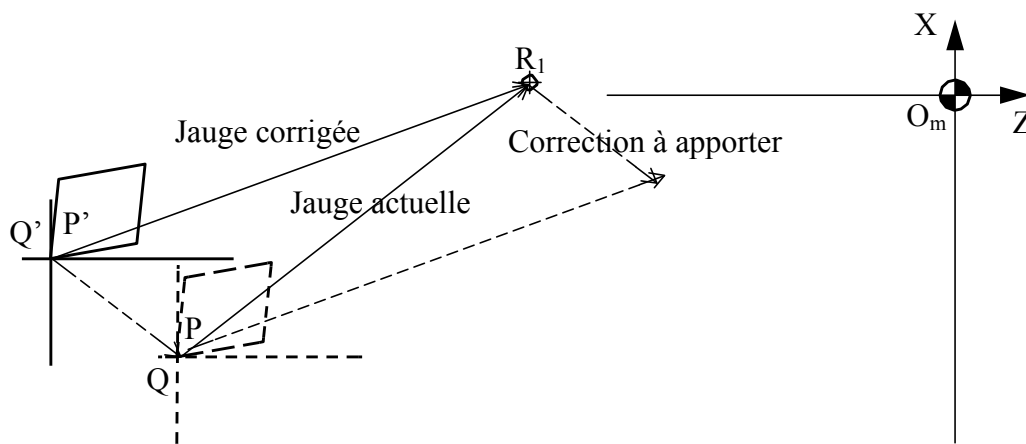 X
R1
Om
Z
Jauge corrigée
Correction à apporter
Jauge actuelle
Q’
P’
P
Q